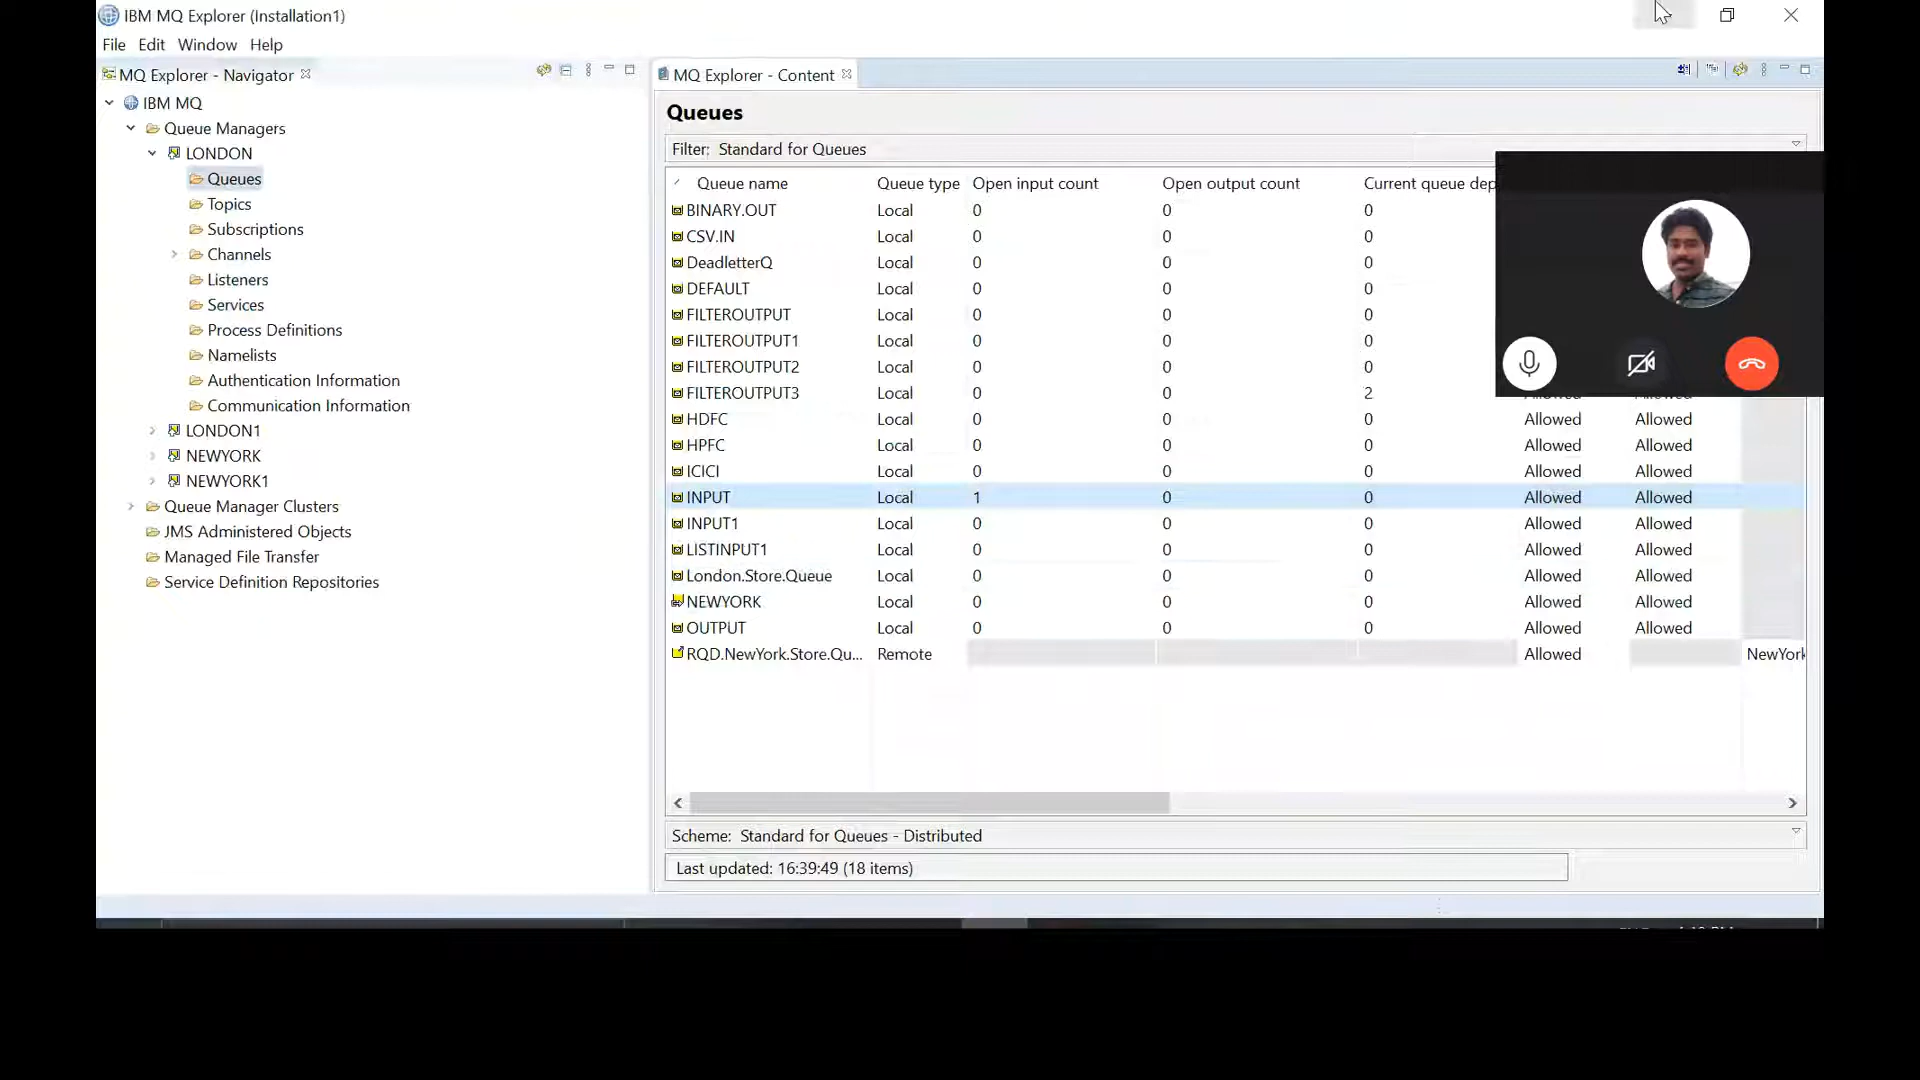 IBM MQ Explorer (Installation1)
File Edit Window Help
MQ Explorer - Navigator
MQ Explorer - Content
IBM MQ
Queue Managers
LONDON
Queues
Topics
Subscriptions
Channels
Listeners
Services
Process Definitions
Namelists
Authentication Information
Communication Information
LONDON1
NEWYORK
NEWYORK1
Queue Manager Clusters
JMS Administered Objects
Managed File Transfer
Service Definition Repositories
Queues
Filter: Standard for Queues
Queue name Queue type Open input count Open output count Current queue dep
BINARY.OUT Local 0 0 0
CSV.IN Local 0 0 0
DeadletterQ Local 0 0 0
DEFAULT Local 0 0 0
FILTEROUTPUT Local 0 0 0
FILTEROUTPUT1 Local 0 0 0
FILTEROUTPUT2 Local 0 0 0
FILTEROUTPUT3 Local 0 0 2 Allowed Allowed
HDFC Local 0 0 0 Allowed Allowed
HPFC Local 0 0 0 Allowed Allowed
ICICI Local 0 0 0 Allowed Allowed
INPUT Local 1 0 0 Allowed Allowed
INPUT1 Local 0 0 0 Allowed Allowed
LISTINPUT1 Local 0 0 0 Allowed Allowed
London.Store.Queue Local 0 0 0 Allowed Allowed
NEWYORK Local 0 0 0 Allowed Allowed
OUTPUT Local 0 0 0 Allowed Allowed
RQD.NewYork.Store.Qu... Remote Allowed NewYork
Scheme: Standard for Queues - Distributed
Last updated: 16:39:49 (18 items)